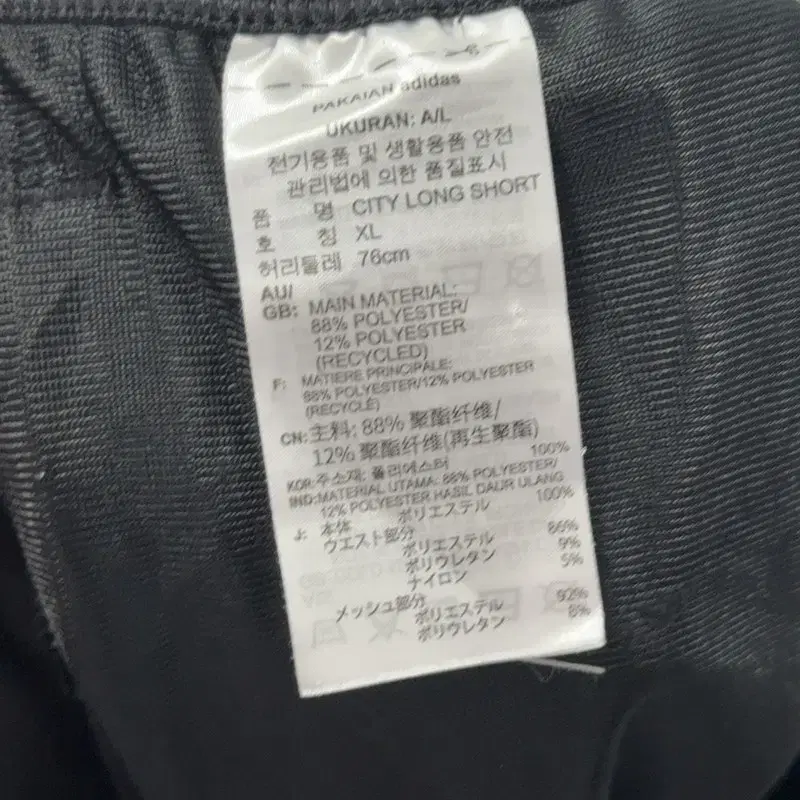 PAKAIAN adidas
UKURAN: A/L
전기용품 및 생활용품 안전
관리법에 의한 품질표시
품 명 CITY LONG SHORT
호 칭 XL
허리둘레 76cm
AU/
GB: MAIN MATERIAL:
88% POLYESTER/
12% POLYESTER
(RECYCLED)
F: MATIERE PRINCIPALE:
88% POLYESTER/12% POLYESTER
(RECYCLÉ)
CN: 主料: 88% 聚酯纤维/
12% 聚酯纤维(再生聚酯)
KOR: 주소재: 폴리에스터 100%
IND: MATERIAL UTAMA: 88% POLYESTER/
12% POLYESTER HASIL DAUR ULANG
J: 本体 ポリエステル 100%
ウエスト部分
ポリエステル 86%
ポリウレタン 9%
ナイロン 5%
メッシュ部分
ポリエステル 92%
ポリウレタン 8%